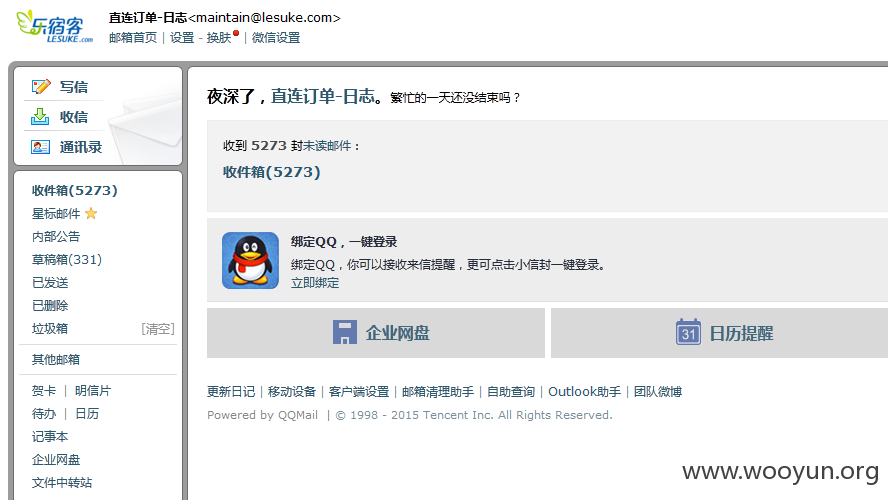 乐宿客
LESUKE.com
直连订单-日志<maintain@lesuke.com>
邮箱首页 | 设置 - 换肤 | 微信设置
写信
收信
通讯录
收件箱(5273)
星标邮件
内部公告
草稿箱(331)
已发送
已删除
垃圾箱 [清空]
其他邮箱
贺卡 | 明信片
待办 | 日历
记事本
企业网盘
文件中转站
夜深了，直连订单-日志。繁忙的一天还没结束吗？
收到 5273 封未读邮件：
收件箱(5273)
绑定QQ，一键登录
绑定QQ，你可以接收来信提醒，更可点击小信封一键登录。
立即绑定
企业网盘
31 日历提醒
更新日记 | 移动设备 | 客户端设置 | 邮箱清理助手 | 自助查询 | Outlook助手 | 团队微博
Powered by QQMail | © 1998 - 2015 Tencent Inc. All Rights Reserved.
www.wooyun.org